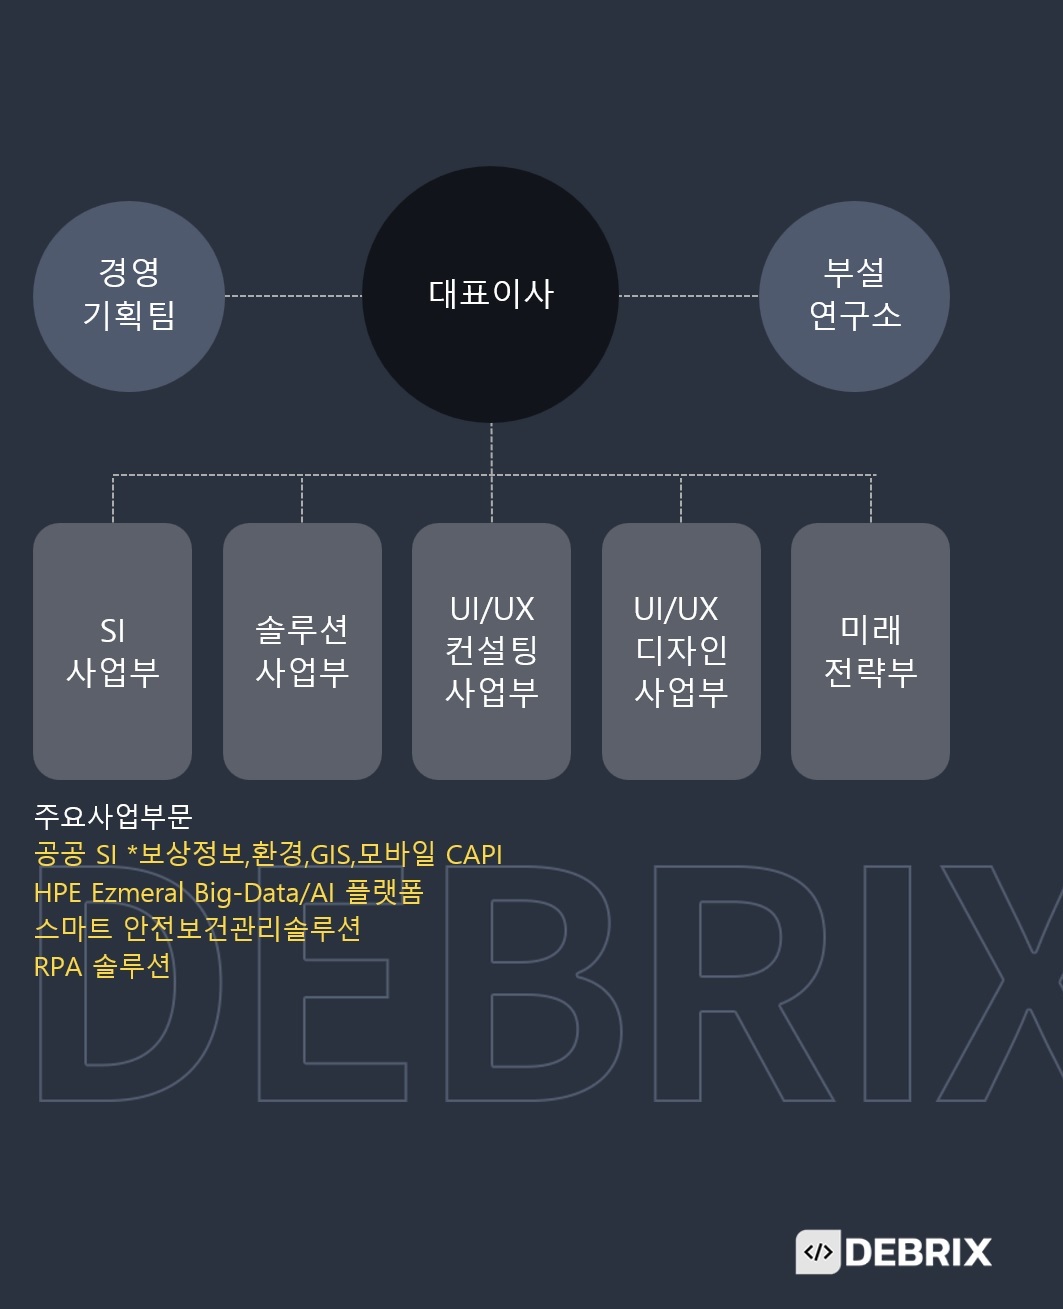 경영
기획팀
대표이사
부설
연구소
SI
사업부
솔루션
사업부
UI/UX
컨설팅
사업부
UI/UX
디자인
사업부
미래
전략부
주요사업부문
공공 SI *보상정보,환경,GIS,모바일 CAPI
HPE Ezmeral Big-Data/AI 플랫폼
스마트 안전보건관리솔루션
RPA 솔루션
DEBRIX
</> DEBRIX